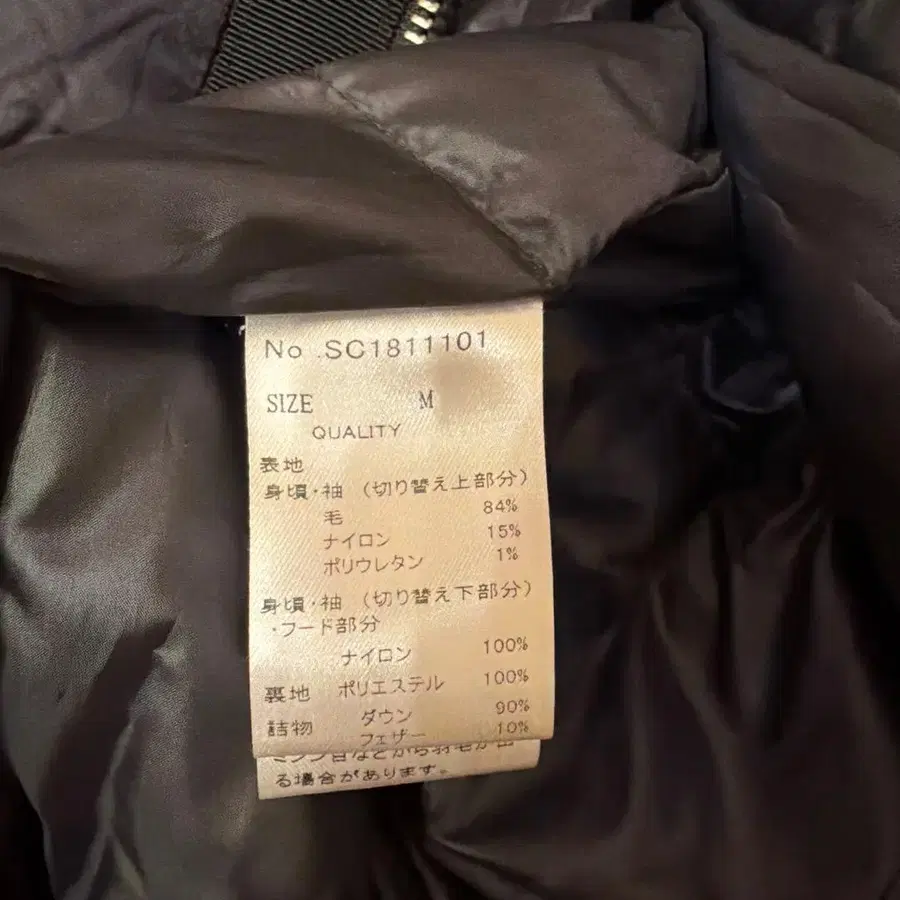 No .SC1811101
SIZE M
QUALITY
表地
身頃・袖 (切り替え上部分)
毛 84%
ナイロン 15%
ポリウレタン 1%
身頃・袖 (切り替え下部分)
・フード部分
ナイロン 100%
裏地 ポリエステル 100%
詰物 ダウン 90%
フェザー 10%
る場合があります。